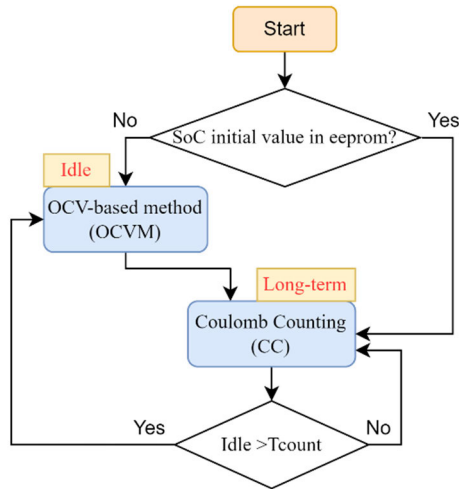 Start
No
Yes
SoC initial value in eeprom?
Idle
OCV-based method
(OCVM)
Long-term
Coulomb Counting
(CC)
Yes
No
Idle >Tcount